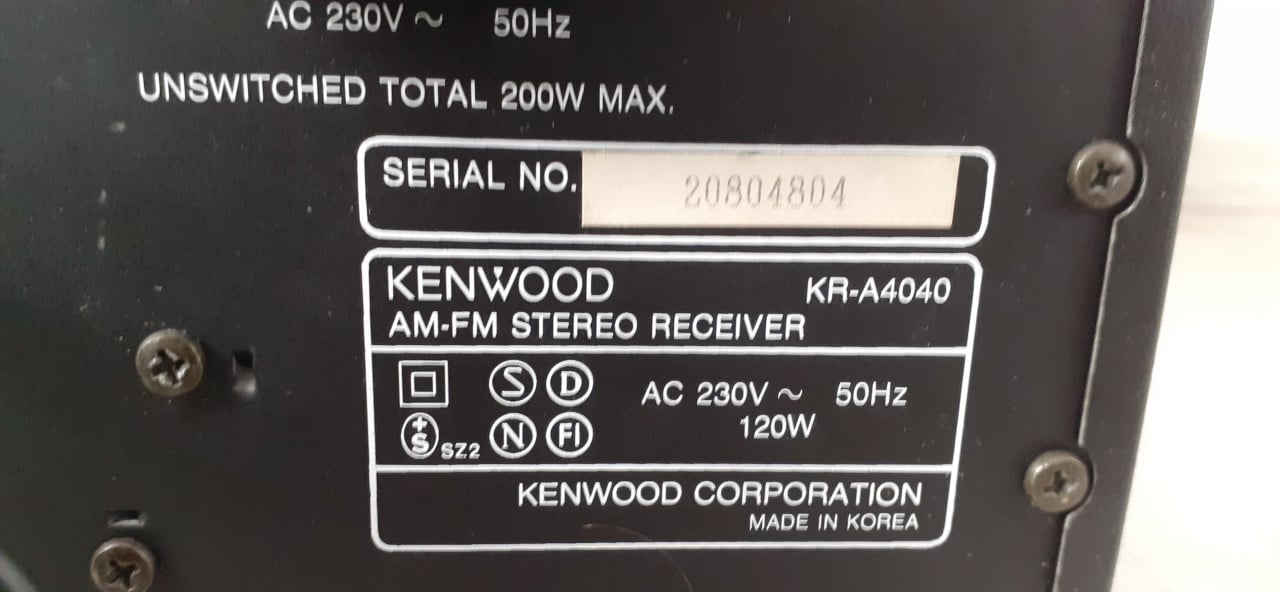 AC 230V ~ 50Hz
UNSWITCHED TOTAL 200W MAX.
SERIAL NO. 20804804
KENWOOD KR-A4040
AM-FM STEREO RECEIVER
S D
AC 230V ~ 50Hz
+S SZ2 N FI
120W
KENWOOD CORPORATION
MADE IN KOREA